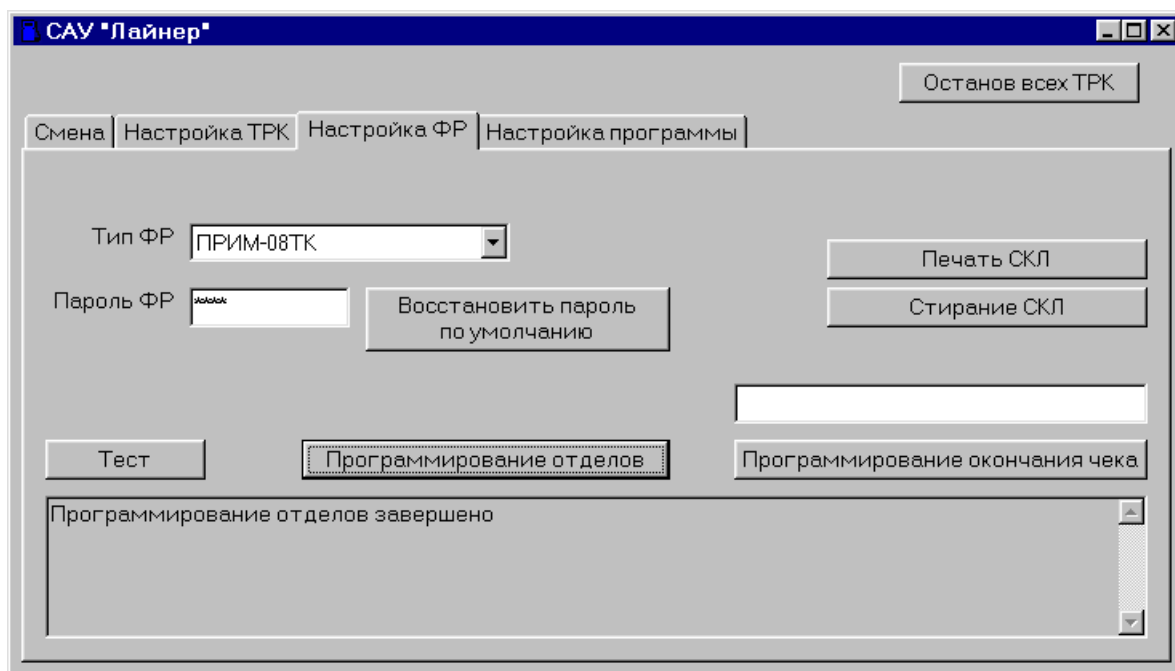 САУ "Лайнер"
Останов всех ТРК
Смена Настройка ТРК Настройка ФР Настройка программы
Тип ФР ПРИМ-08ТК
Печать СКЛ
Пароль ФР ***** Восстановить пароль
по умолчанию
Стирание СКЛ
Тест Программирование отделов Программирование окончания чека
Программирование отделов завершено